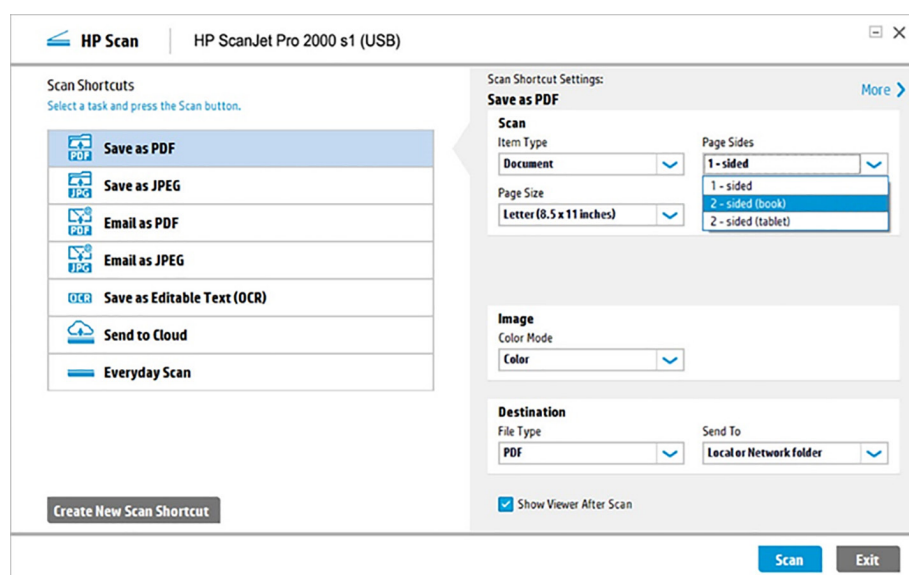 HP Scan
HP ScanJet Pro 2000 s1 (USB)
Scan Shortcuts
Select a task and press the Scan button.
PDF Save as PDF
JPG Save as JPEG
PDF Email as PDF
JPG Email as JPEG
OCR Save as Editable Text (OCR)
Send to Cloud
Everyday Scan
Create New Scan Shortcut
Scan Shortcut Settings:
Save as PDF
More
Scan
Item Type
Document
Page Sides
1 - sided
1 - sided
2 - sided (book)
2 - sided (tablet)
Page Size
Letter (8.5 x 11 inches)
Image
Color Mode
Color
Destination
File Type
PDF
Send To
Local or Network folder
Show Viewer After Scan
Scan
Exit